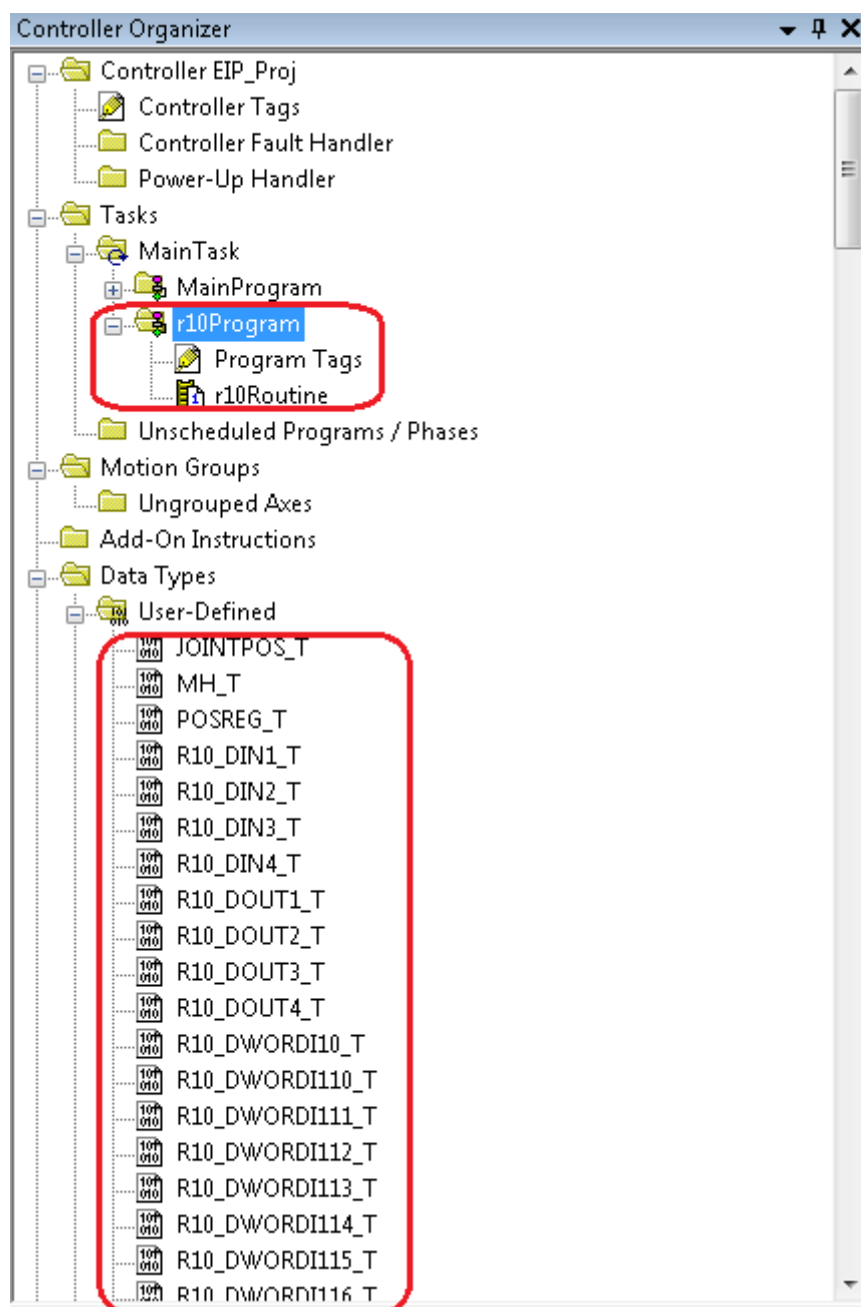 Controller Organizer
Controller EIP_Proj
Controller Tags
Controller Fault Handler
Power-Up Handler
Tasks
MainTask
MainProgram
r10Program
Program Tags
r10Routine
Unscheduled Programs / Phases
Motion Groups
Ungrouped Axes
Add-On Instructions
Data Types
User-Defined
JOINTPOS_T
MH_T
POSREG_T
R10_DIN1_T
R10_DIN2_T
R10_DIN3_T
R10_DIN4_T
R10_DOUT1_T
R10_DOUT2_T
R10_DOUT3_T
R10_DOUT4_T
R10_DWORDI10_T
R10_DWORDI110_T
R10_DWORDI111_T
R10_DWORDI112_T
R10_DWORDI113_T
R10_DWORDI114_T
R10_DWORDI115_T
R10_DWORDI116_T